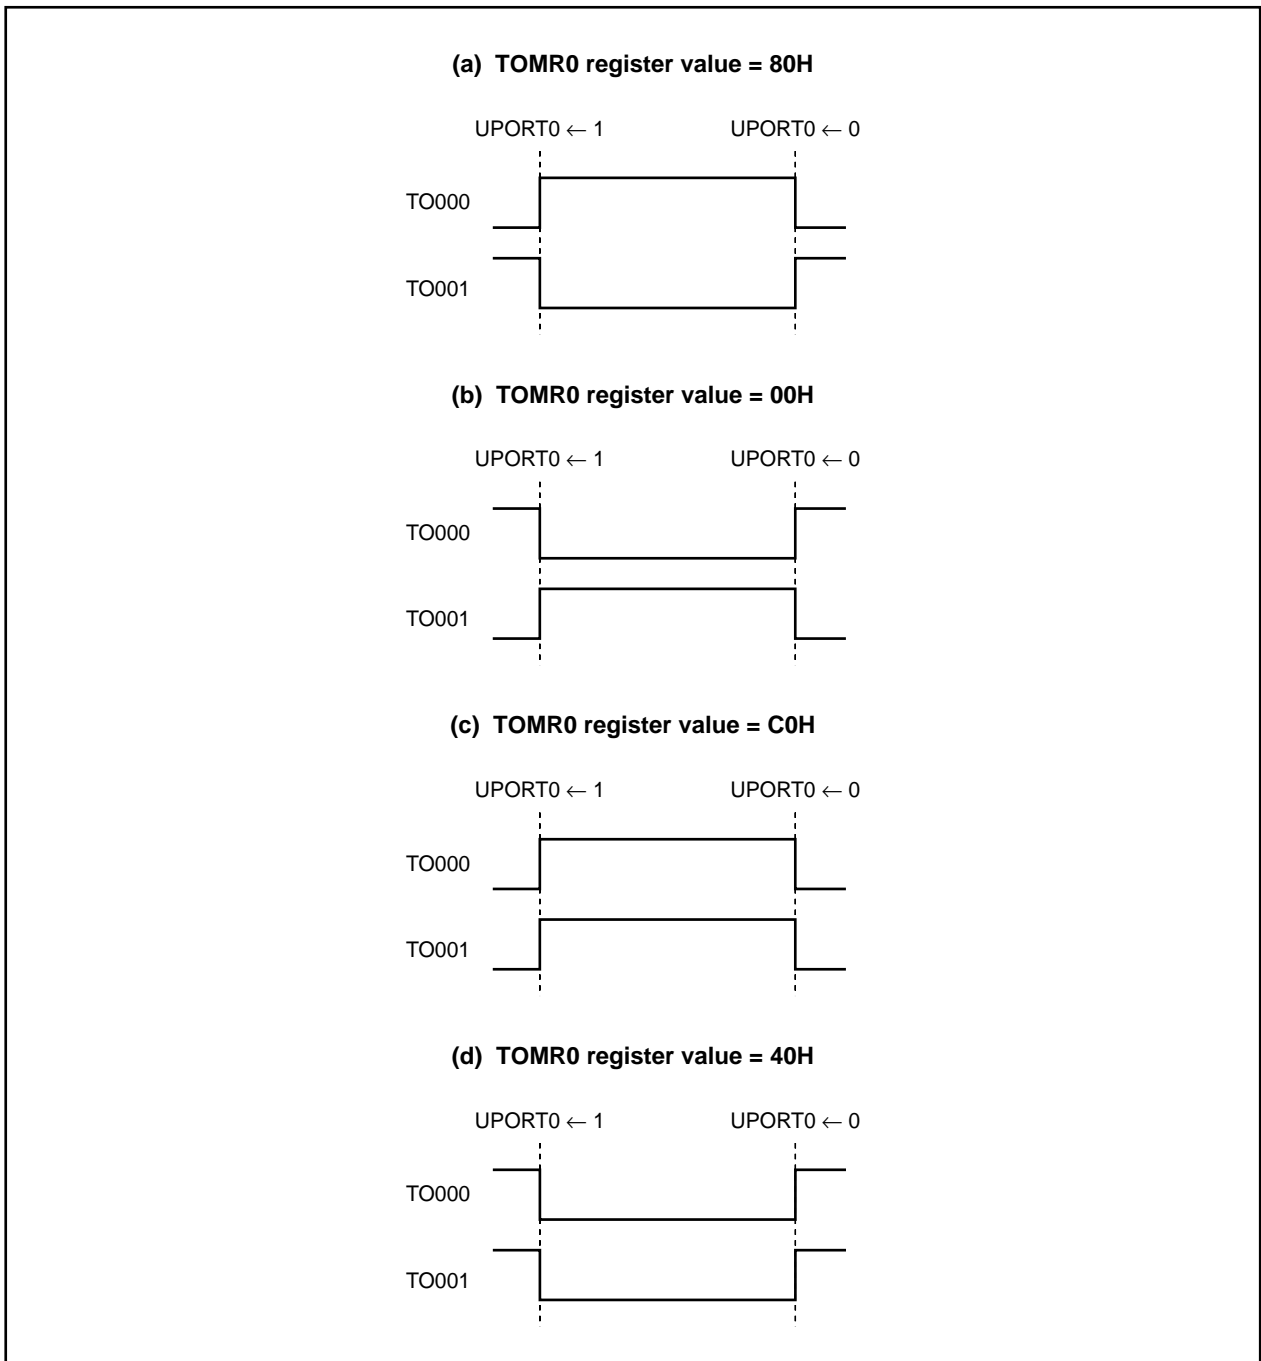 (a) TOMR0 register value = 80H
UPORT0 ← 1 UPORT0 ← 0
TO000
TO001
(b) TOMR0 register value = 00H
UPORT0 ← 1 UPORT0 ← 0
TO000
TO001
(c) TOMR0 register value = C0H
UPORT0 ← 1 UPORT0 ← 0
TO000
TO001
(d) TOMR0 register value = 40H
UPORT0 ← 1 UPORT0 ← 0
TO000
TO001